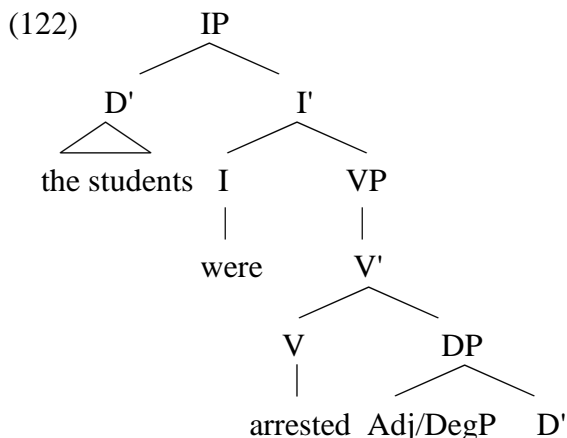 (122) IP
D' I'
the students I VP
were V'
V DP
arrested Adj/DegP D'